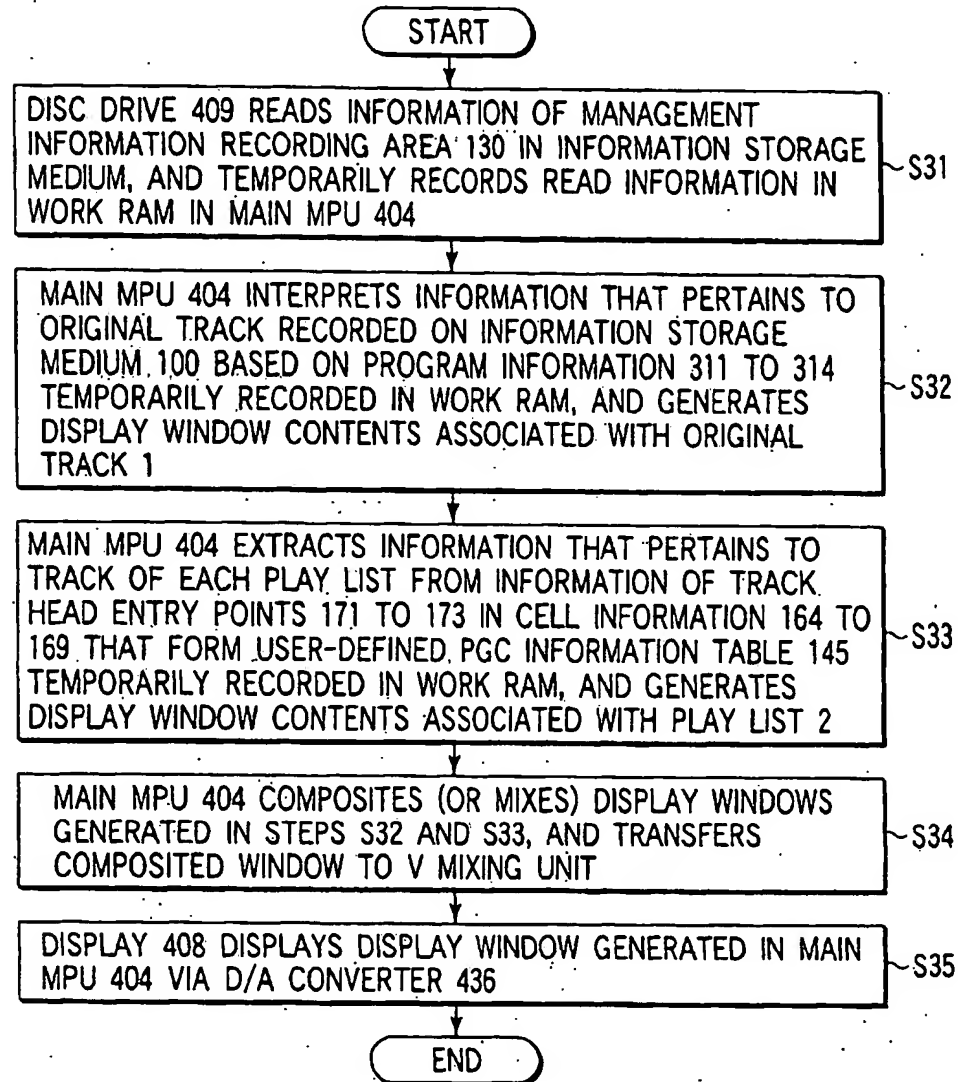 START
DISC DRIVE 409 READS INFORMATION OF MANAGEMENT
INFORMATION RECORDING AREA 130 IN INFORMATION STORAGE
MEDIUM, AND TEMPORARILY RECORDS READ INFORMATION IN
WORK RAM IN MAIN MPU 404
S31
MAIN MPU 404 INTERPRETS INFORMATION THAT PERTAINS TO
ORIGINAL TRACK RECORDED ON INFORMATION STORAGE
MEDIUM 100 BASED ON PROGRAM INFORMATION 311 TO 314
TEMPORARILY RECORDED IN WORK RAM, AND GENERATES
DISPLAY WINDOW CONTENTS ASSOCIATED WITH ORIGINAL
TRACK 1
S32
MAIN MPU 404 EXTRACTS INFORMATION THAT PERTAINS TO
TRACK OF EACH PLAY LIST FROM INFORMATION OF TRACK
HEAD ENTRY POINTS 171 TO 173 IN CELL INFORMATION 164 TO
169 THAT FORM USER-DEFINED PGC INFORMATION TABLE 145
TEMPORARILY RECORDED IN WORK RAM, AND GENERATES
DISPLAY WINDOW CONTENTS ASSOCIATED WITH PLAY LIST 2
S33
MAIN MPU 404 COMPOSITES (OR MIXES) DISPLAY WINDOWS
GENERATED IN STEPS S32 AND S33, AND TRANSFERS
COMPOSITED WINDOW TO V MIXING UNIT
S34
DISPLAY 408 DISPLAYS DISPLAY WINDOW GENERATED IN MAIN
MPU 404 VIA D/A CONVERTER 436
S35
END